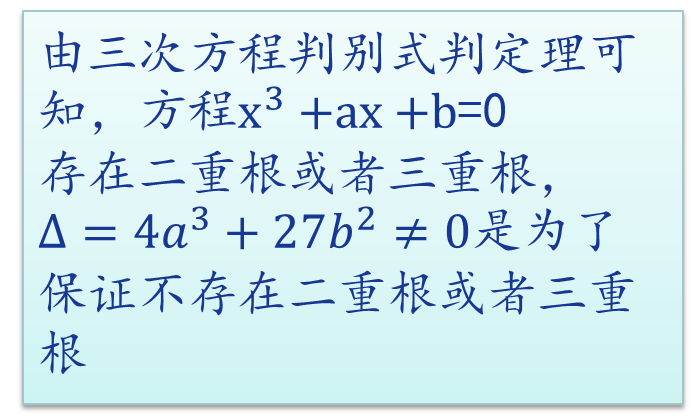 由三次方程判别式判定理可
知，方程x³ +ax +b=0
存在二重根或者三重根，
Δ = 4a³ + 27b² ≠ 0是为了
保证不存在二重根或者三重
根